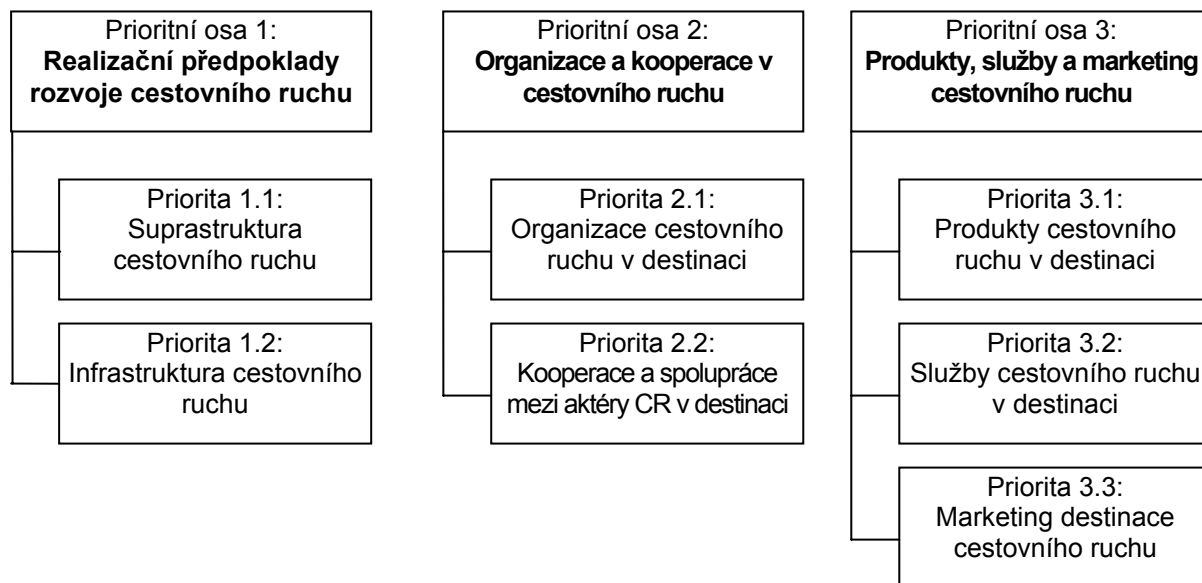 Prioritní osa 1:
Realizační předpoklady
rozvoje cestovního ruchu
Priorita 1.1:
Suprastruktura
cestovního ruchu
Priorita 1.2:
Infrastruktura cestovního
ruchu
Prioritní osa 2:
Organizace a kooperace v
cestovního ruchu
Priorita 2.1:
Organizace cestovního
ruchu v destinaci
Priorita 2.2:
Kooperace a spolupráce
mezi aktéry CR v destinaci
Prioritní osa 3:
Produkty, služby a marketing
cestovního ruchu
Priorita 3.1:
Produkty cestovního
ruchu v destinaci
Priorita 3.2:
Služby cestovního ruchu
v destinaci
Priorita 3.3:
Marketing destinace
cestovního ruchu